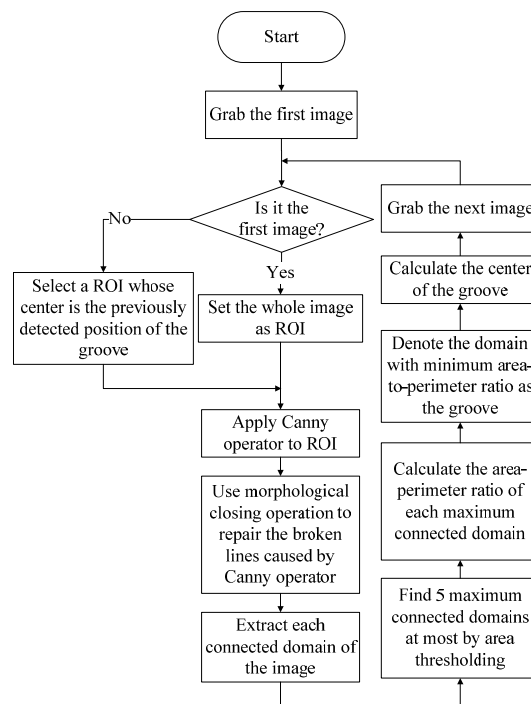 Start
Grab the first image
Is it the
first image?
No
Yes
Select a ROI whose
center is the previously
detected position of the
groove
Set the whole image
as ROI
Apply Canny
operator to ROI
Use morphological
closing operation to
repair the broken
lines caused by
Canny operator
Extract each
connected domain of
the image
Find 5 maximum
connected domains
at most by area
thresholding
Calculate the area-
perimeter ratio of
each maximum
connected domain
Denote the domain
with minimum area-
to-perimeter ratio as
the groove
Calculate the center
of the groove
Grab the next image